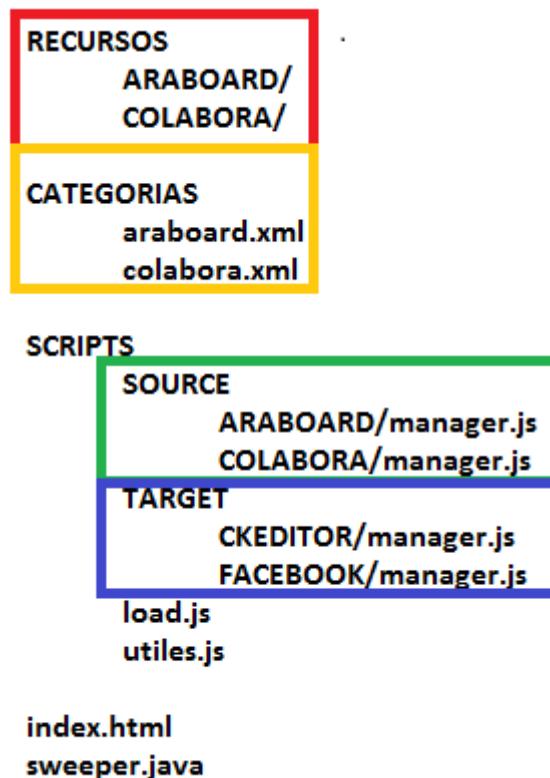 RECURSOS
ARABOARD/
COLABORA/
CATEGORIAS
araboard.xml
colabora.xml
SCRIPTS
SOURCE
ARABOARD/manager.js
COLABORA/manager.js
TARGET
CKEDITOR/manager.js
FACEBOOK/manager.js
load.js
utiles.js
index.html
sweeper.java